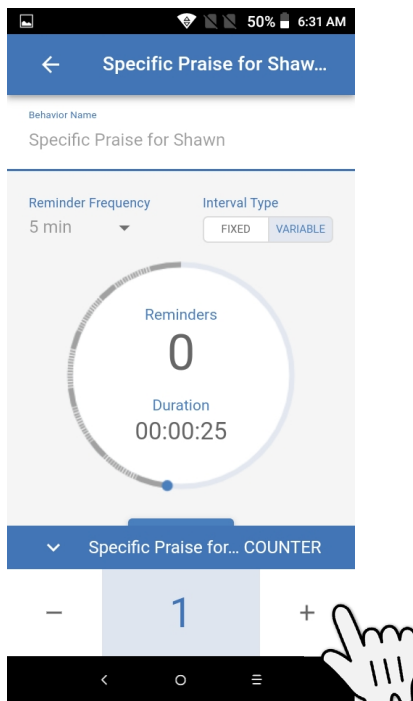 50% 6:31 AM
Specific Praise for Shaw...
Behavior Name
Specific Praise for Shawn
Reminder Frequency Interval Type
5 min FIXED VARIABLE
Reminders
0
Duration
00:00:25
Specific Praise for... COUNTER
− 1 +